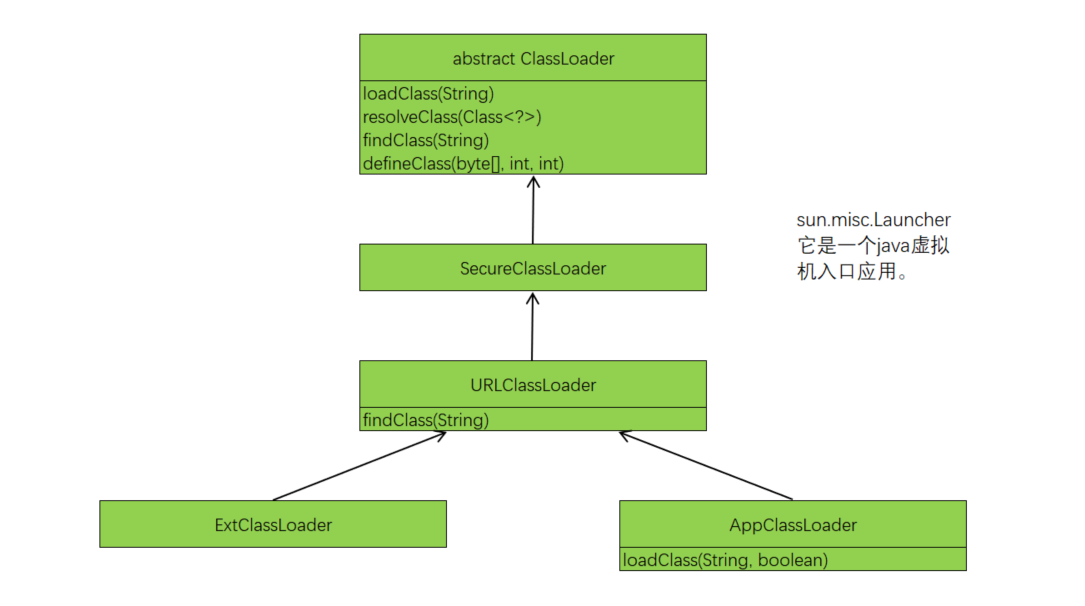 abstract ClassLoader
loadClass(String)
resolveClass(Class<?>)
findClass(String)
defineClass(byte[], int, int)
sun.misc.Launcher
它是一个java虚拟
机入口应用。
SecureClassLoader
URLClassLoader
findClass(String)
ExtClassLoader
AppClassLoader
loadClass(String, boolean)